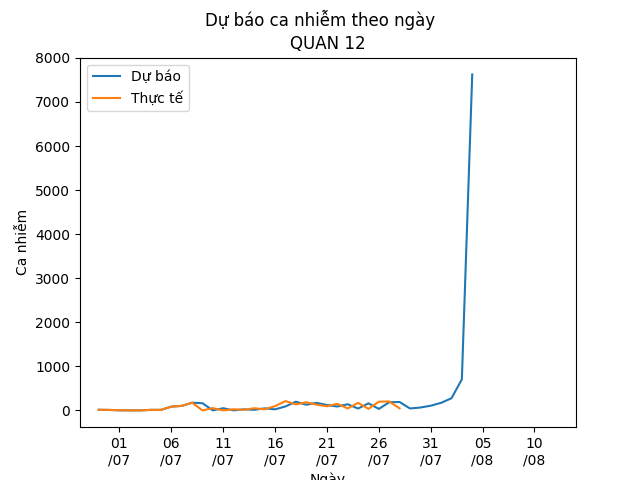 Dự báo ca nhiễm theo ngày
QUAN 12
Dự báo
Thực tế
Ca nhiễm
8000
7000
6000
5000
4000
3000
2000
1000
0
01 06 11 16 21 26 31 05 10
/07 /07 /07 /07 /07 /07 /07 /08 /08
Ngày